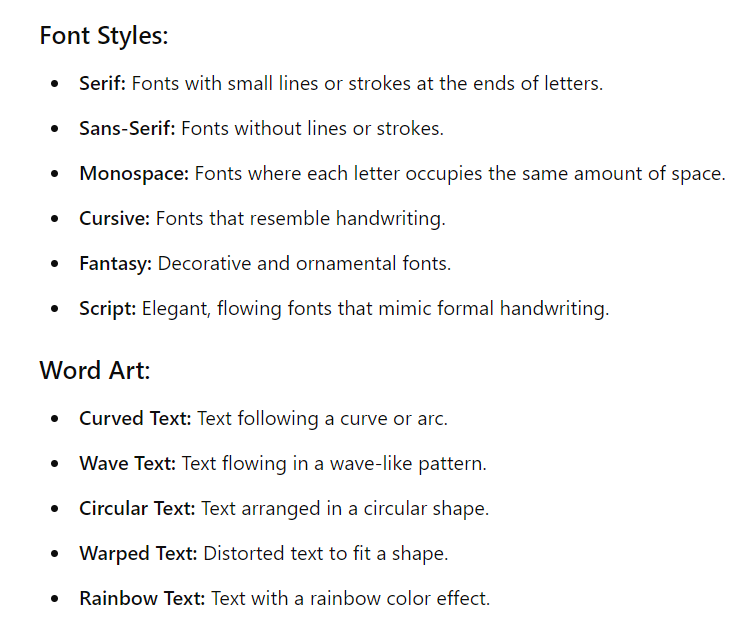 Font Styles:
Serif: Fonts with small lines or strokes at the ends of letters.
Sans-Serif: Fonts without lines or strokes.
Monospace: Fonts where each letter occupies the same amount of space.
Cursive: Fonts that resemble handwriting.
Fantasy: Decorative and ornamental fonts.
Script: Elegant, flowing fonts that mimic formal handwriting.
Word Art:
Curved Text: Text following a curve or arc.
Wave Text: Text flowing in a wave-like pattern.
Circular Text: Text arranged in a circular shape.
Warped Text: Distorted text to fit a shape.
Rainbow Text: Text with a rainbow color effect.